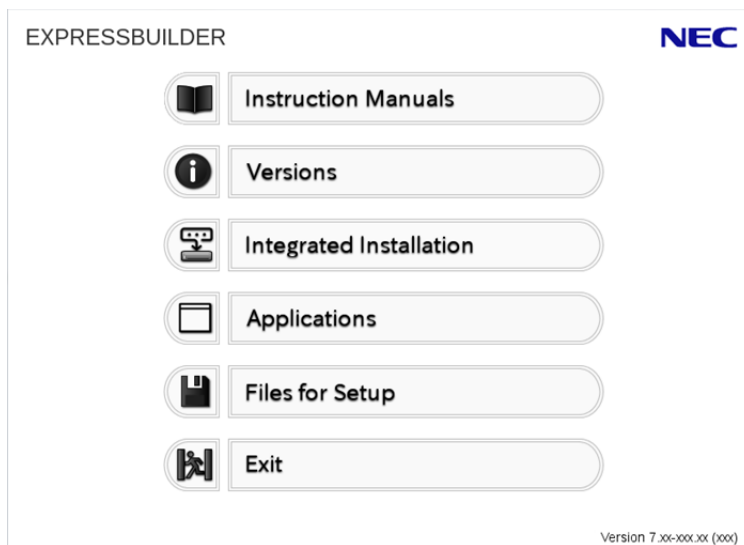 EXPRESSBUILDER
NEC
Instruction Manuals
Versions
Integrated Installation
Applications
Files for Setup
Exit
Version 7.xx-xxx.xx (xxx)